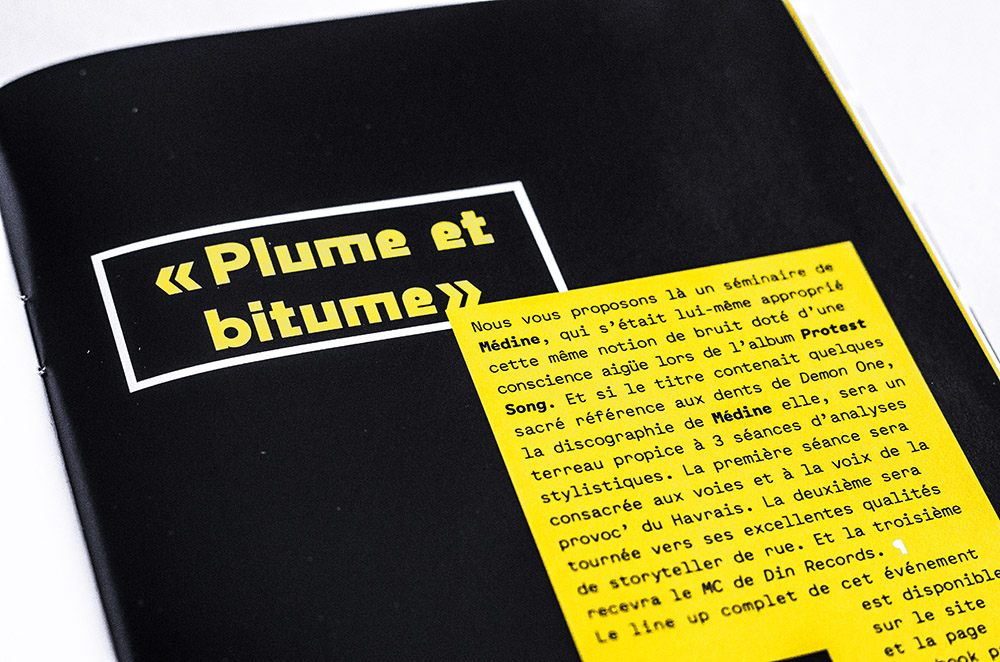 « Plume et
bitume»
Nous vous proposons là un séminaire de
Médine, qui s'était lui-même approprié
cette même notion de bruit doté d'une
conscience aigüe lors de l'album Protest
Song. Et si le titre contenait quelques
sacré référence aux dents de Demon One,
la discographie de Médine elle, sera un
terreau propice à 3 séances d'analyses
stylistiques. La première séance sera
consacrée aux voies et à la voix de la
provoc' du Havrais. La deuxième sera
tournée vers ses excellentes qualités
de storyteller de rue. Et la troisième
recevra le MC de Din Records.
Le line up complet de cet événement
est disponible
sur le site
et la page